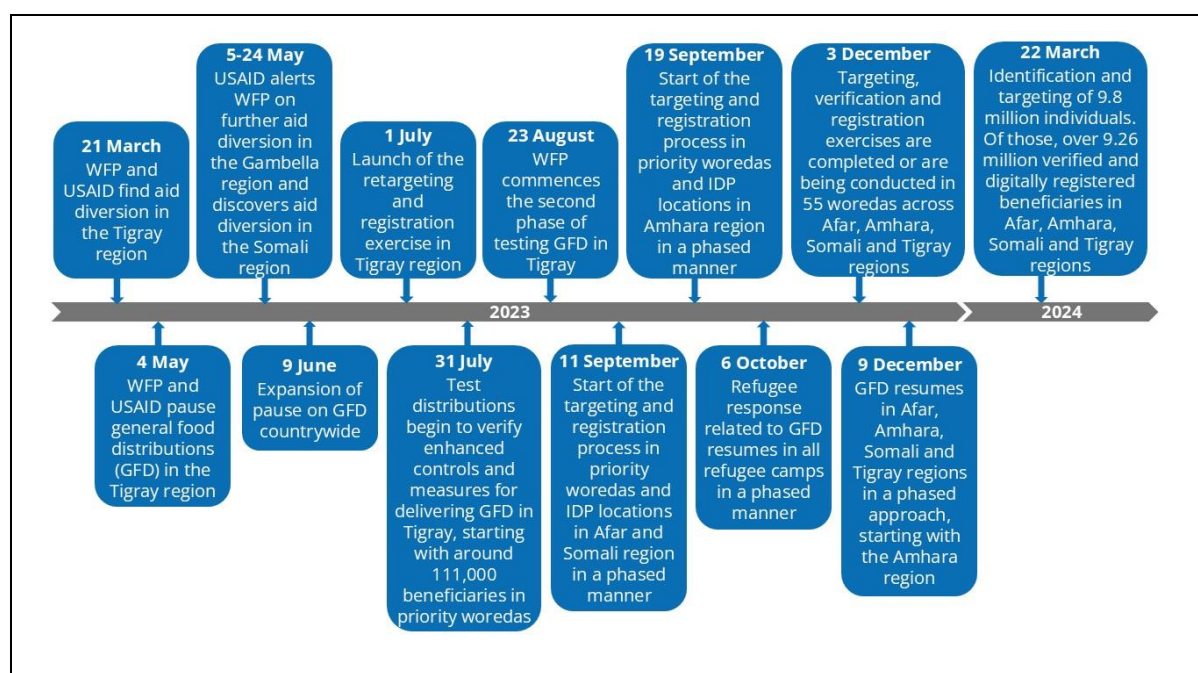 21 March
WFP and
USAID find aid
diversion in
the Tigray
region
5-24 May
USAID alerts
WFP on
further aid
diversion in
the Gambella
region and
discovers aid
diversion in
the Somali
region
1 July
Launch of the
retargeting
and
registration
exercise in
Tigray region
23 August
WFP
commences
the second
phase of
testing GFD in
Tigray
19 September
Start of the
targeting and
registration
process in
priority woredas
and IDP
locations in
Amhara region
in a phased
manner
3 December
Targeting,
verification and
registration
exercises are
completed or are
being conducted in
55 woredas across
Afar, Amhara,
Somali and Tigray
regions
22 March
Identification and
targeting of 9.8
million individuals.
Of those, over 9.26
million verified and
digitally registered
beneficiaries in
Afar, Amhara,
Somali and Tigray
regions
2023
2024
4 May
WFP and
USAID pause
general food
distributions
(GFD) in the
Tigray region
9 June
Expansion of
pause on GFD
countrywide
31 July
Test
distributions
begin to verify
enhanced
controls and
measures for
delivering GFD in
Tigray, starting
with around
111,000
beneficiaries in
priority woredas
11 September
Start of the
targeting and
registration
process in
priority
woredas and
IDP locations
in Afar and
Somali region
in a phased
manner
6 October
Refugee
response
related to GFD
resumes in all
refugee camps
in a phased
manner
9 December
GFD resumes
in Afar,
Amhara,
Somali and
Tigray regions
in a phased
approach,
starting with
the Amhara
region